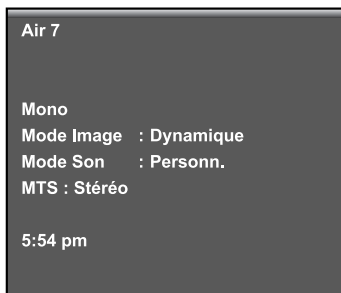 Air 7
Mono
Mode Image : Dynamique
Mode Son : Personn.
MTS : Stéréo
5:54 pm